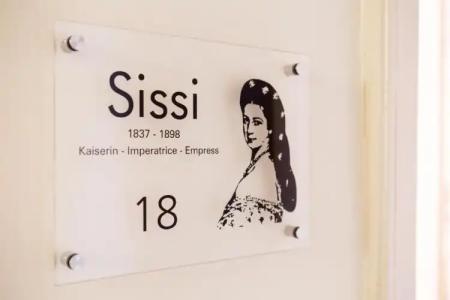 Sissi
1837 - 1898
Kaiserin - Imperatrice - Empress
18